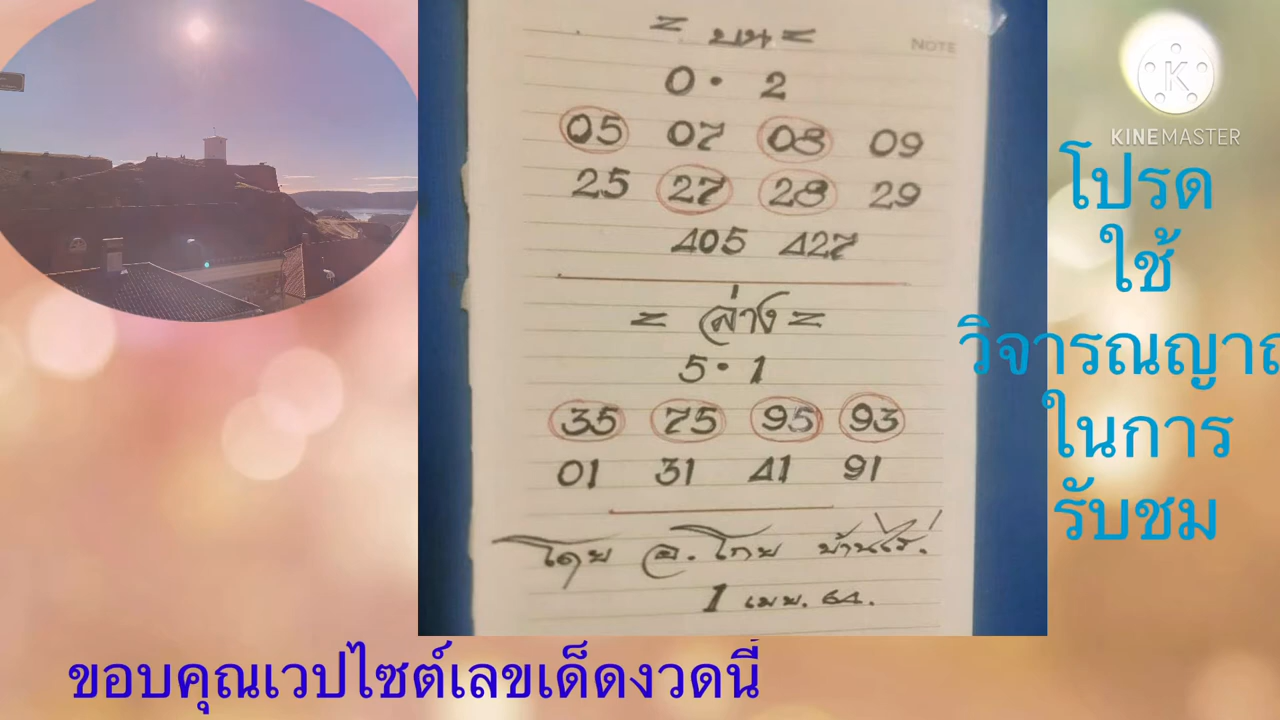 = บน =
NOTE
0 · 2
05 07 08 09
25 27 28 29
405 427
= ล่าง =
5 · 1
35 75 95 93
01 31 41 91
โดย อ. โกย บ้านไร่.
1 เมษ. 64.
KINEMASTER
โปรด
ใช้
วิจารณญาณ
ในการ
รับชม
ขอบคุณเวปไซต์เลขเด็ดงวดนี้